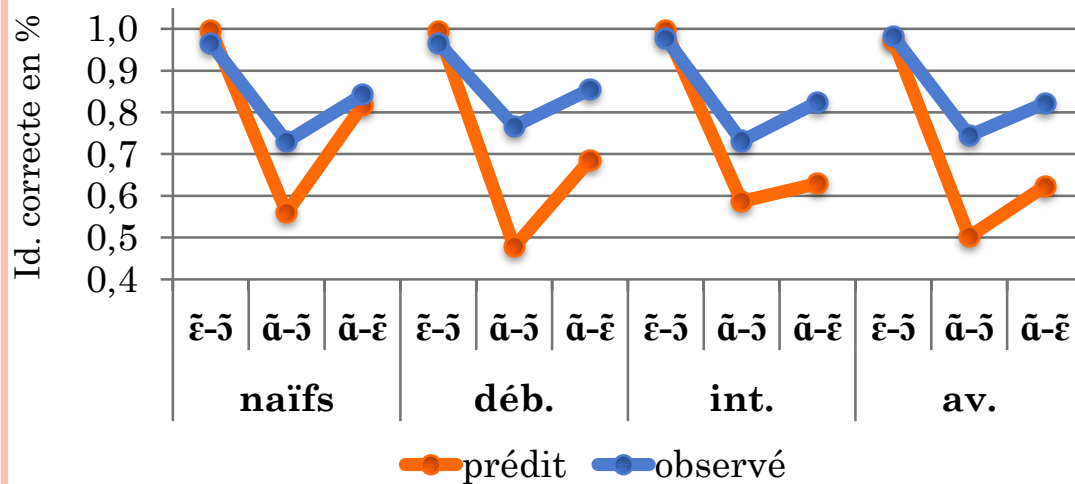 Id. correcte en %
1,0
0,9
0,8
0,7
0,6
0,5
0,4
ɛ̃-ɔ̃ ɑ̃-ɔ̃ ɑ̃-ɛ̃ ɛ̃-ɔ̃ ɑ̃-ɔ̃ ɑ̃-ɛ̃ ɛ̃-ɔ̃ ɑ̃-ɔ̃ ɑ̃-ɛ̃ ɛ̃-ɔ̃ ɑ̃-ɔ̃ ɑ̃-ɛ̃
naïfs déb. int. av.
prédit observé